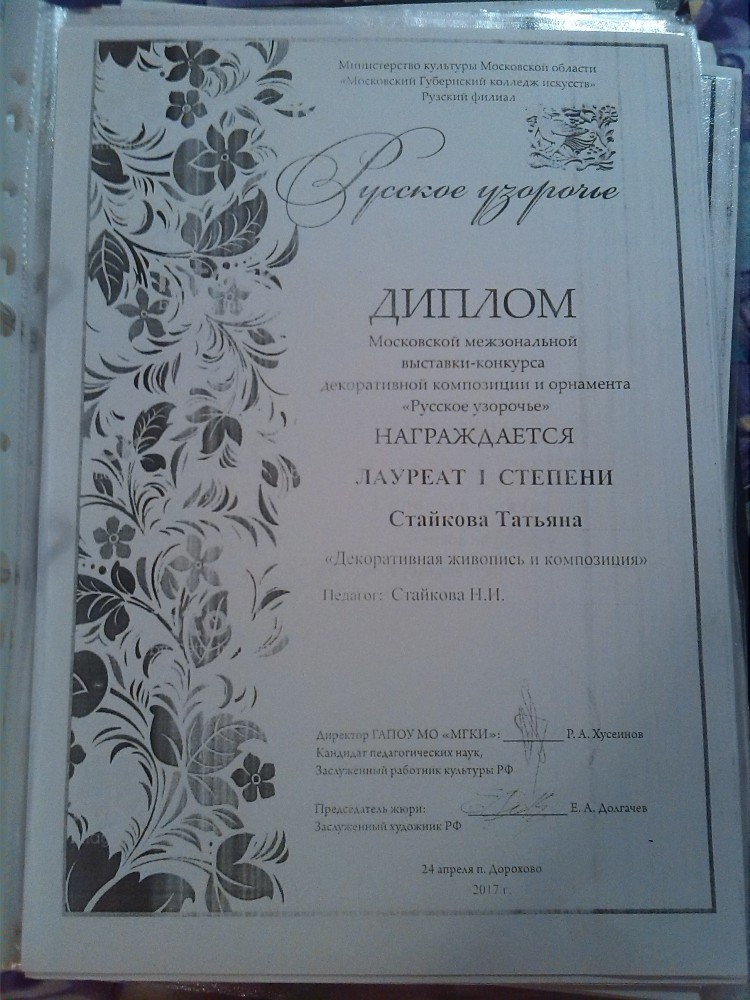 Министерство культуры Московской области
«Московский Губернский колледж искусств»
Рузский филиал
Русское узорочье
ДИПЛОМ
Московской межзональной
выставки-конкурса
декоративной композиции и орнамента
«Русское узорочье»
НАГРАЖДАЕТСЯ
ЛАУРЕАТ I СТЕПЕНИ
Стайкова Татьяна
«Декоративная живопись и композиция»
Педагог: Стайкова Н.И.
Директор ГАПОУ МО «МГКИ»: Р. А. Хусеинов
Кандидат педагогических наук,
Заслуженный работник культуры РФ
Председатель жюри: Е. А. Долгачев
Заслуженный художник РФ
24 апреля п. Дорохово
2017 г.